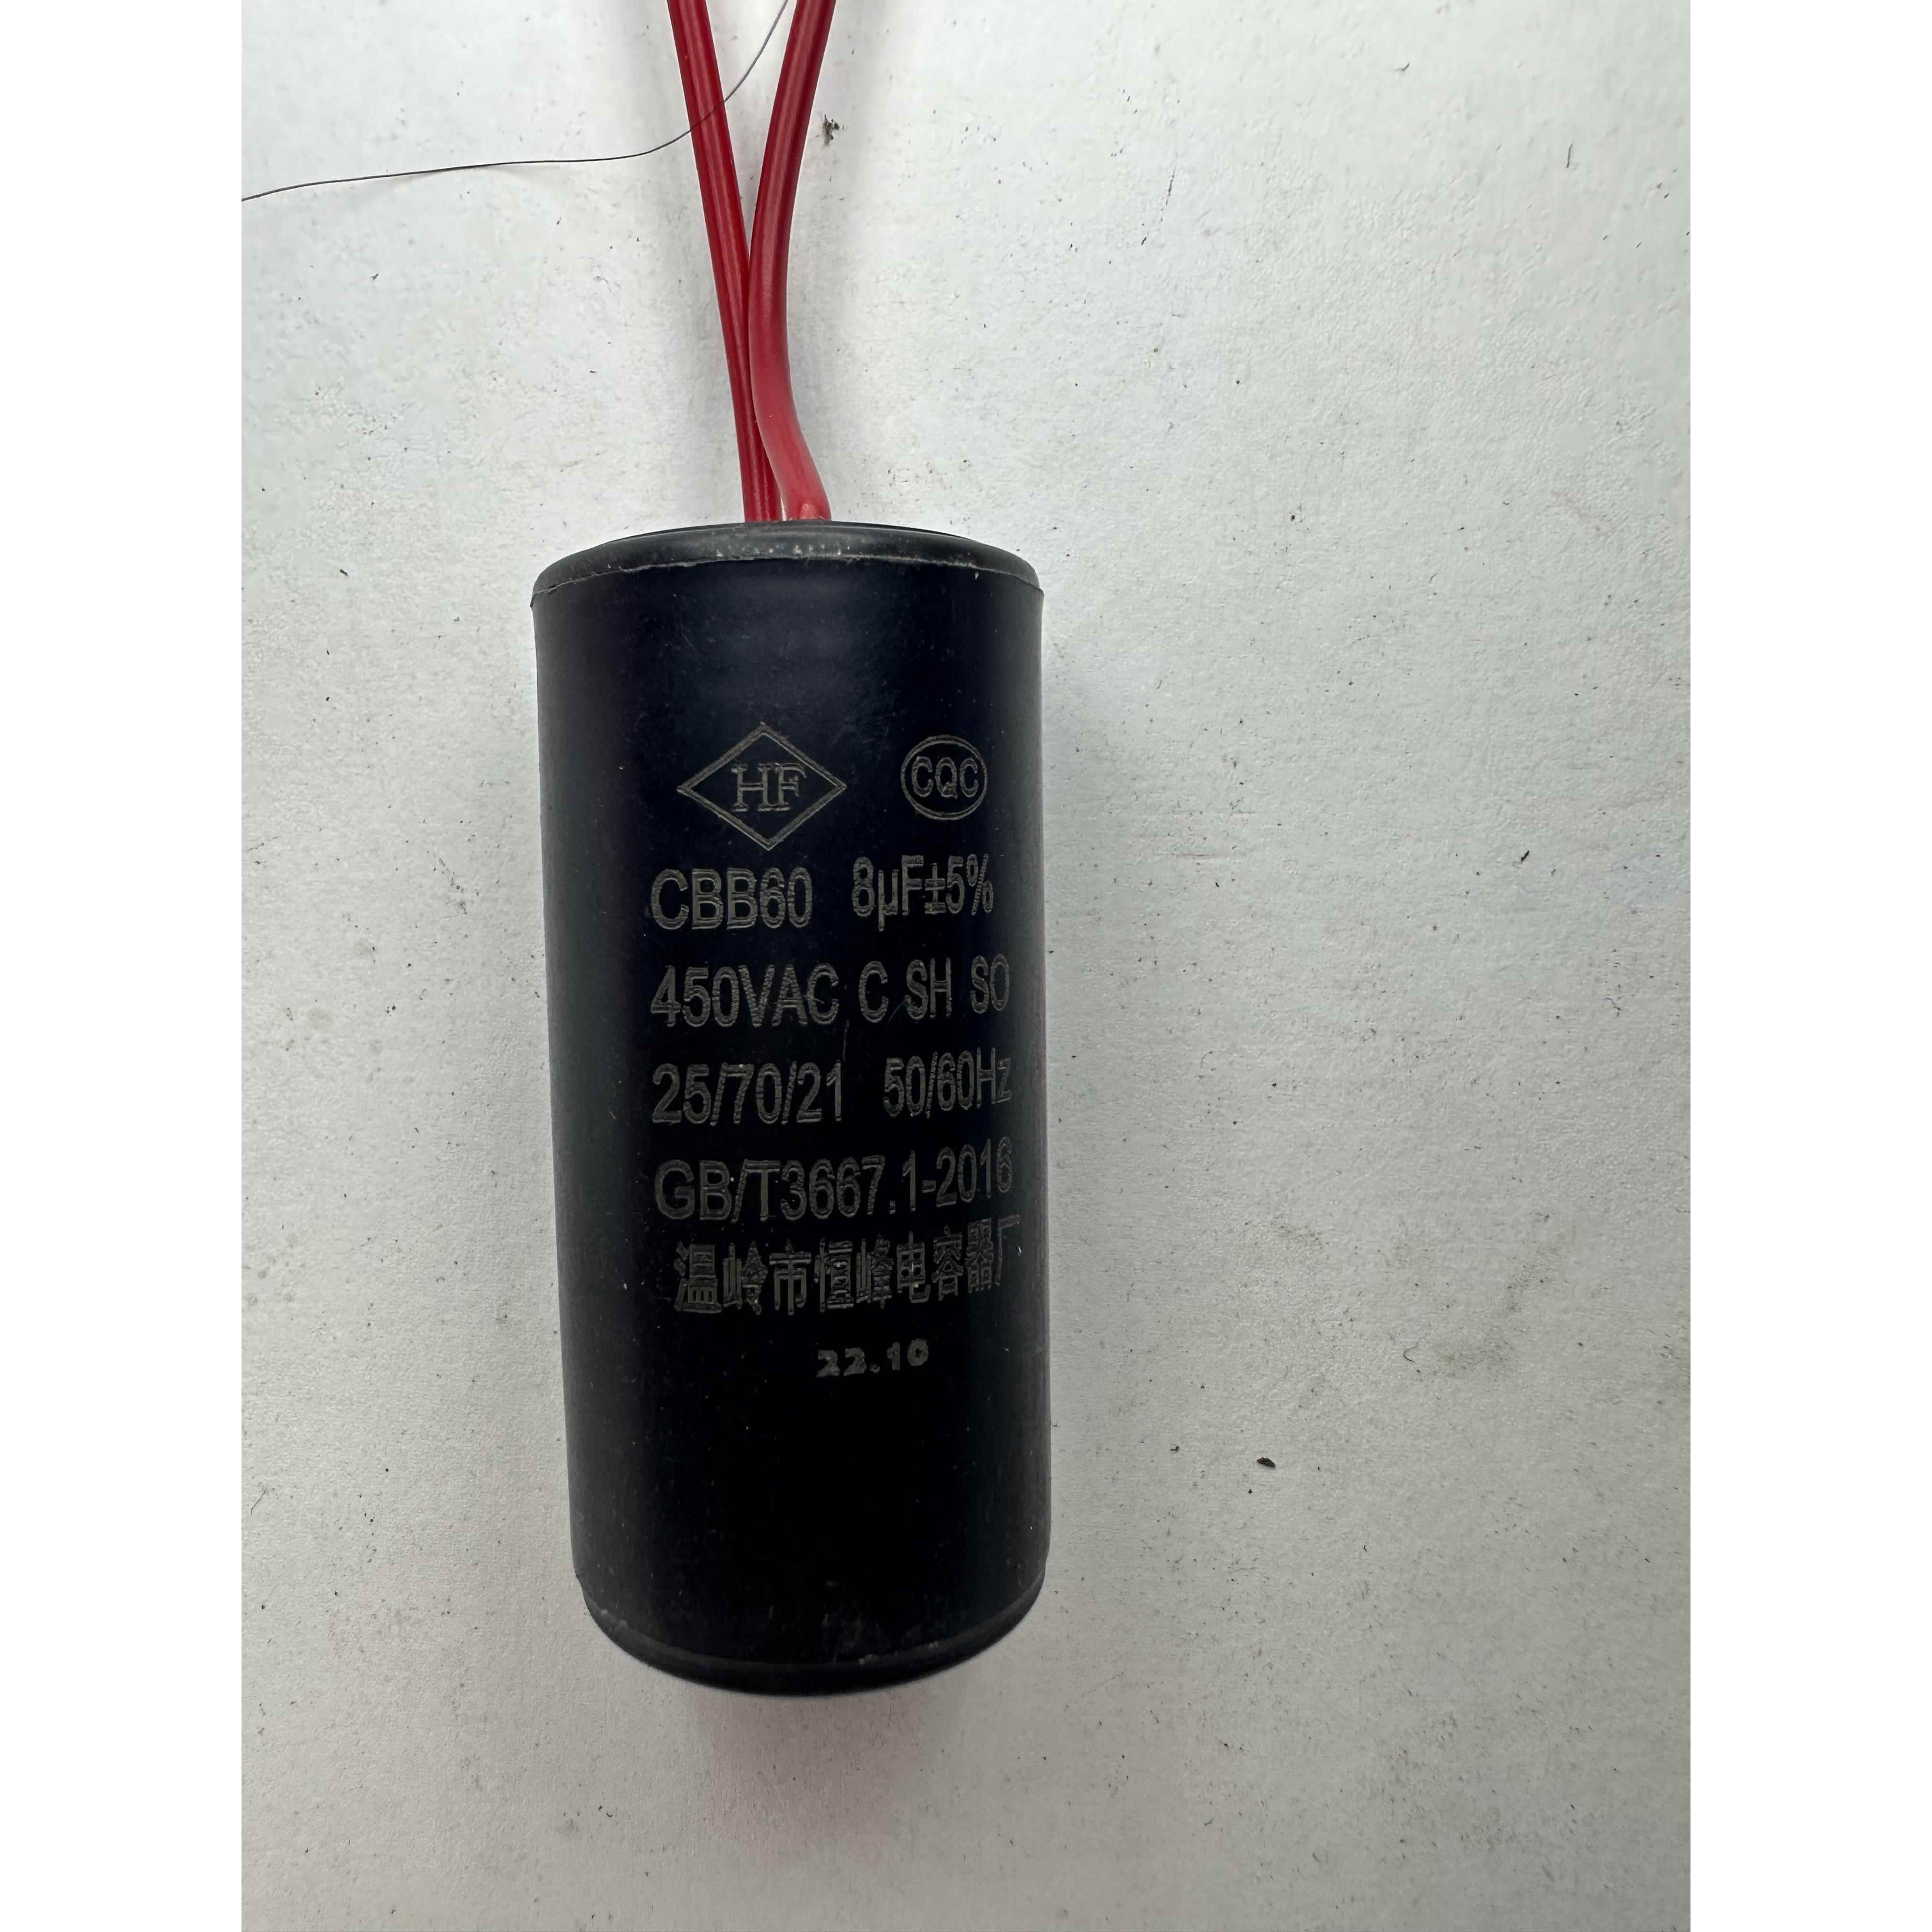 HF CQC
CBB60 8μF±5%
450VAC C SH SO
25/70/21 50/60Hz
GB/T3667.1-2016
温岭市恒峰电容器厂
22.10